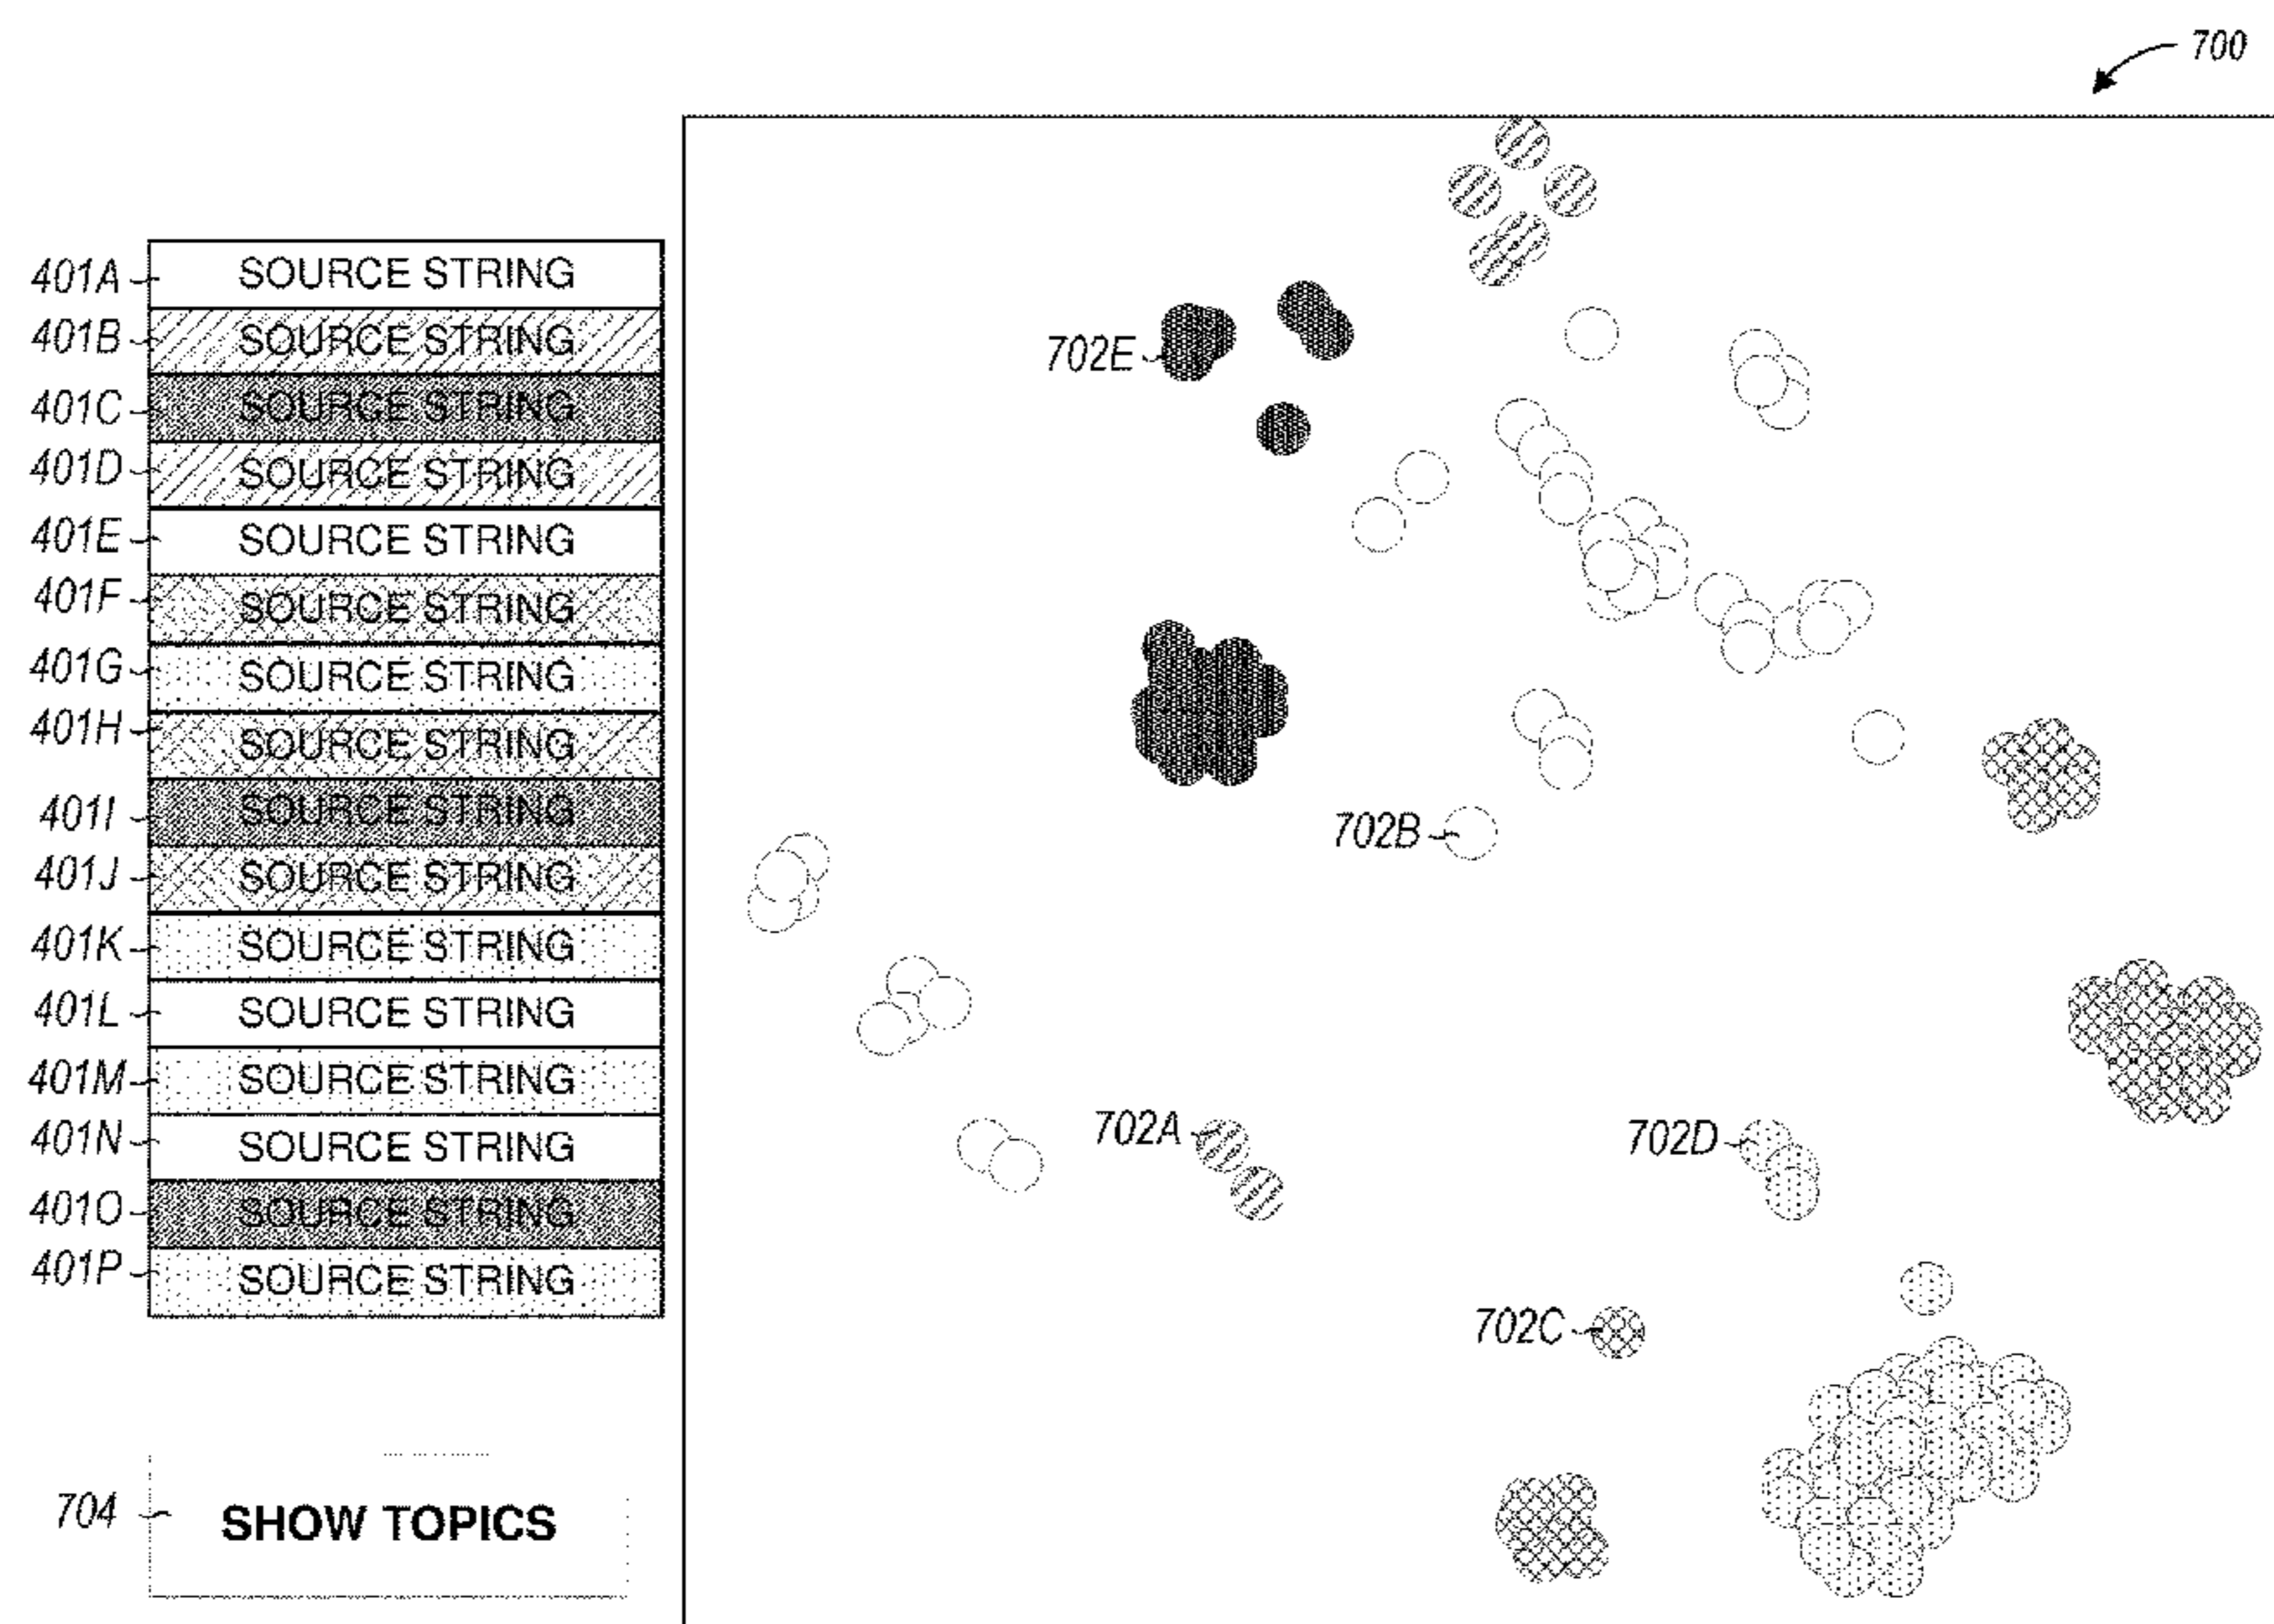 700
401A SOURCE STRING
401B SOURCE STRING
401C SOURCE STRING
401D SOURCE STRING
401E SOURCE STRING
401F SOURCE STRING
401G SOURCE STRING
401H SOURCE STRING
401I SOURCE STRING
401J SOURCE STRING
401K SOURCE STRING
401L SOURCE STRING
401M SOURCE STRING
401N SOURCE STRING
401O SOURCE STRING
401P SOURCE STRING
704 SHOW TOPICS
702E
702B
702A
702D
702C